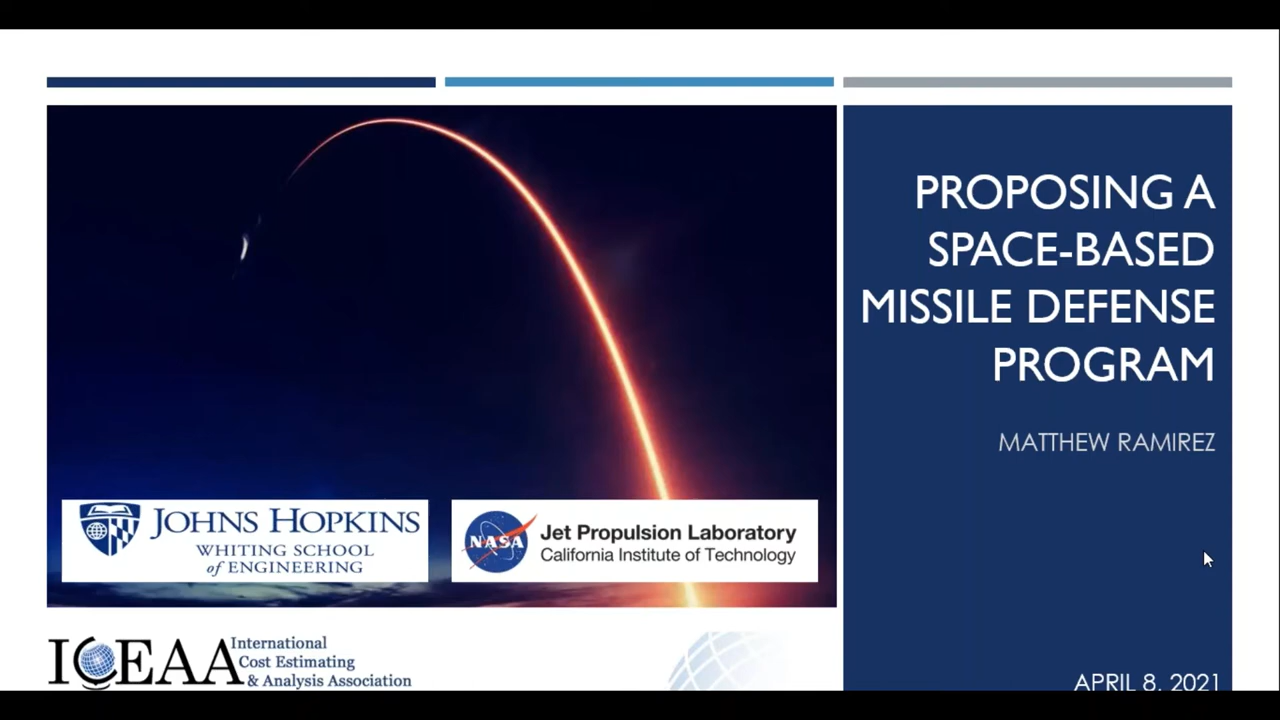 PROPOSING A
SPACE-BASED
MISSILE DEFENSE
PROGRAM
MATTHEW RAMIREZ
JOHNS HOPKINS
WHITING SCHOOL
of ENGINEERING
NASA
Jet Propulsion Laboratory
California Institute of Technology
ICEAA
International
Cost Estimating
& Analysis Association
APRIL 8, 2021